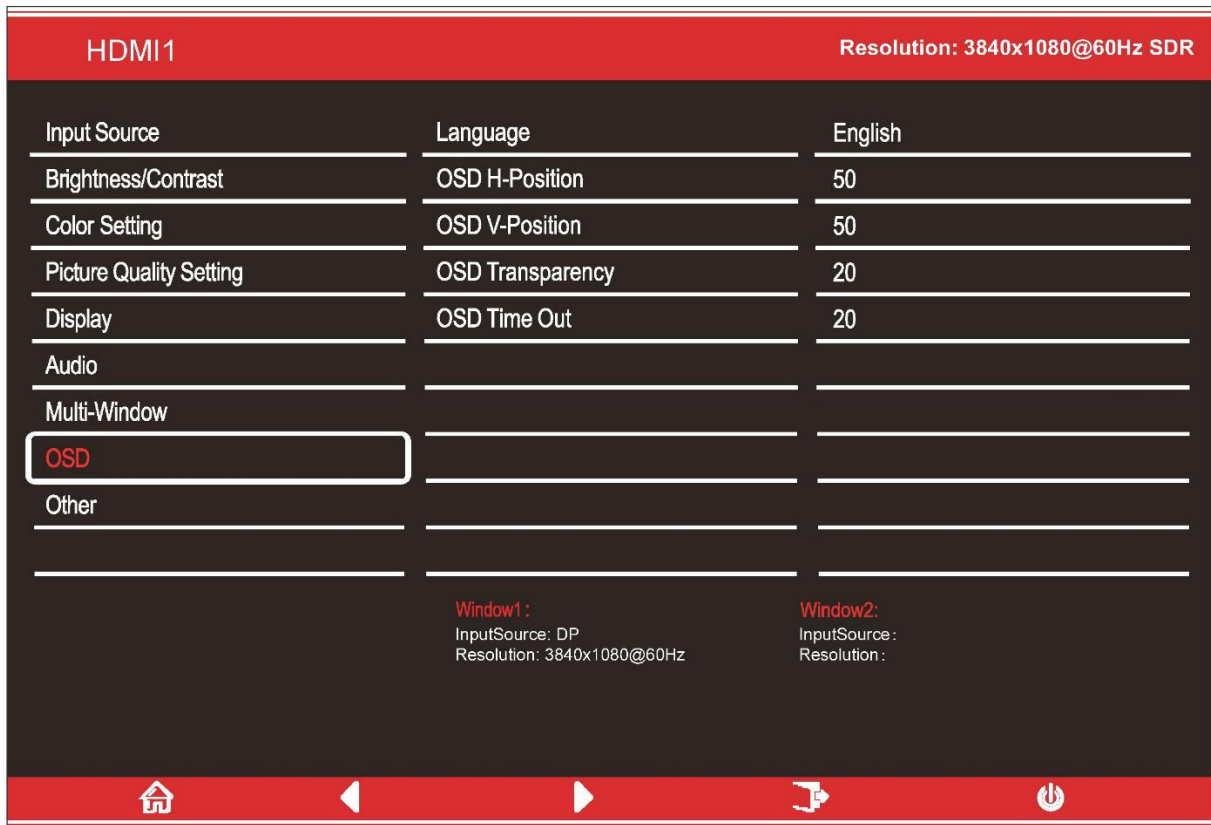 HDMI1
Resolution: 3840x1080@60Hz SDR
Input Source Language English
Brightness/Contrast OSD H-Position 50
Color Setting OSD V-Position 50
Picture Quality Setting OSD Transparency 20
Display OSD Time Out 20
Audio
Multi-Window
OSD
Other
Window1:
InputSource: DP
Resolution: 3840x1080@60Hz
Window2:
InputSource:
Resolution: